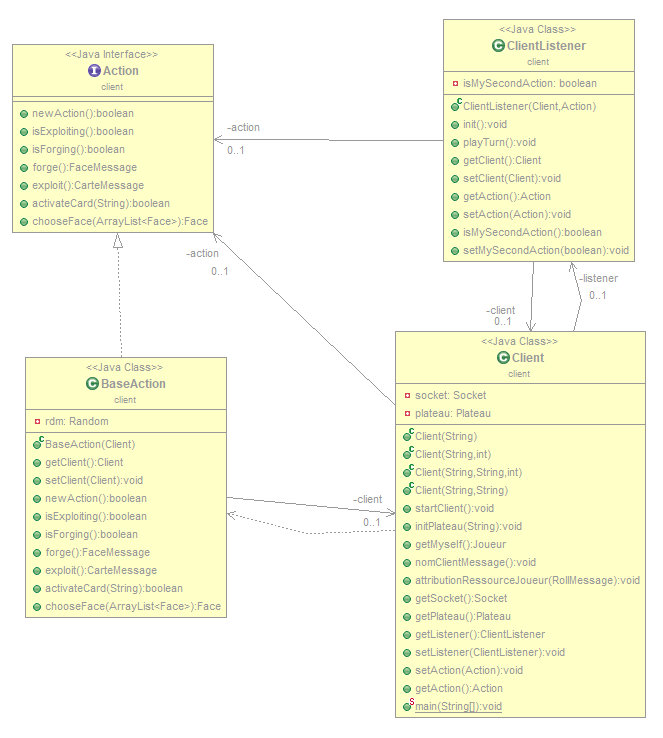 <<Java Interface>>
Action
client
newAction():boolean
isExploiting():boolean
isForging():boolean
forge():FaceMessage
exploit():CarteMessage
activateCard(String):boolean
chooseFace(ArrayList<Face>):Face
-action
0..1
<<Java Class>>
ClientListener
client
isMySecondAction: boolean
ClientListener(Client,Action)
init():void
playTurn():void
getClient():Client
setClient(Client):void
getAction():Action
setAction(Action):void
isMySecondAction():boolean
setMySecondAction(boolean):void
-action
0..1
-client
0..1
-listener
0..1
<<Java Class>>
BaseAction
client
rdm: Random
BaseAction(Client)
getClient():Client
setClient(Client):void
newAction():boolean
isExploiting():boolean
isForging():boolean
forge():FaceMessage
exploit():CarteMessage
activateCard(String):boolean
chooseFace(ArrayList<Face>):Face
-client
0..1
<<Java Class>>
Client
client
socket: Socket
plateau: Plateau
Client(String)
Client(String,int)
Client(String,String,int)
Client(String,String)
startClient():void
initPlateau(String):void
getMyself():Joueur
nomClientMessage():void
attributionRessourceJoueur(RollMessage):void
getSocket():Socket
getPlateau():Plateau
getListener():ClientListener
setListener(ClientListener):void
setAction(Action):void
getAction():Action
main(String[]):void